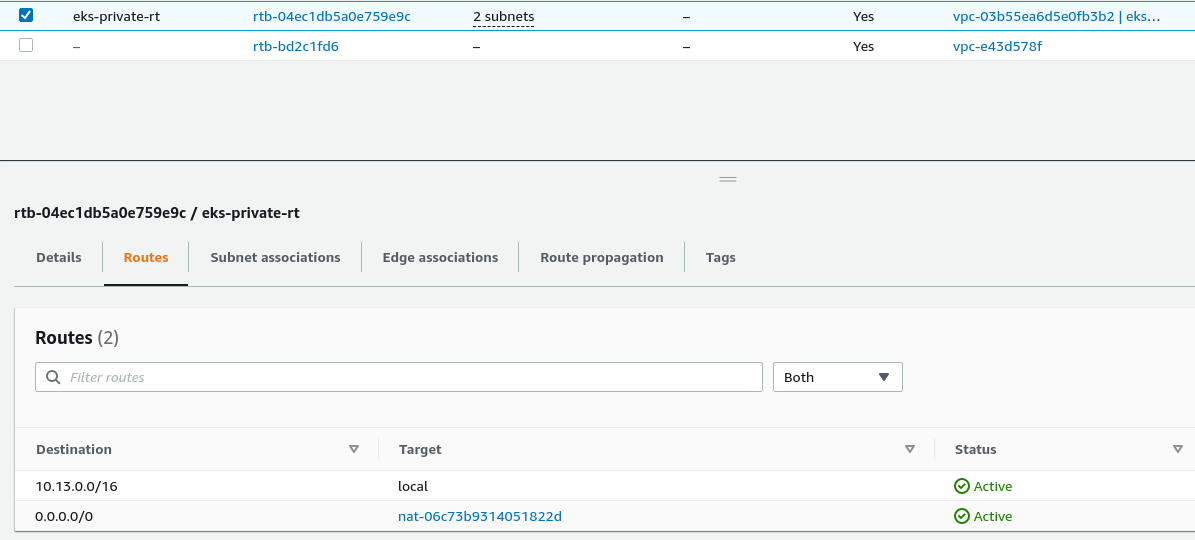 eks-private-rt rtb-04ec1db5a0e759e9c 2 subnets – Yes vpc-03b55ea6d5e0fb3b2 | eks...
– rtb-bd2c1fd6 – – Yes vpc-e43d578f
rtb-04ec1db5a0e759e9c / eks-private-rt
Details Routes Subnet associations Edge associations Route propagation Tags
Routes (2)
Filter routes Both
Destination Target Status
10.13.0.0/16 local Active
0.0.0.0/0 nat-06c73b9314051822d Active